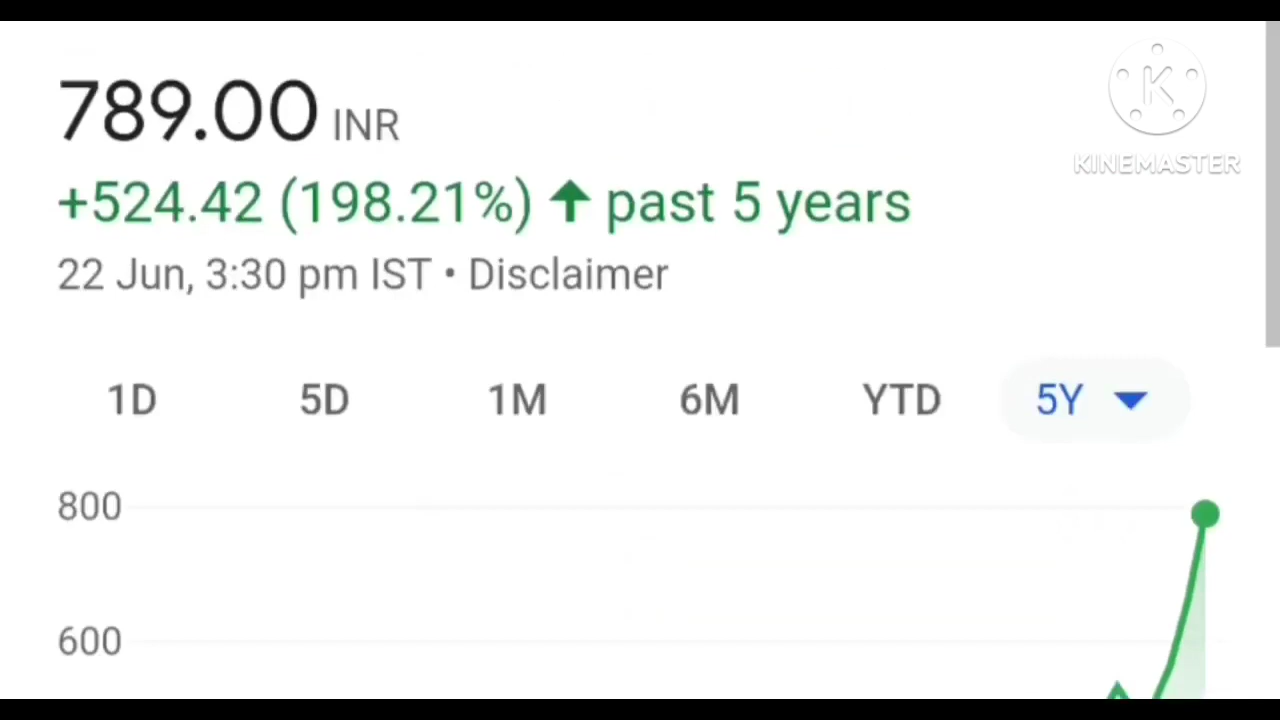 789.00 INR
KINEMASTER
+524.42 (198.21%) ↑ past 5 years
22 Jun, 3:30 pm IST • Disclaimer
1D 5D 1M 6M YTD 5Y
800
600